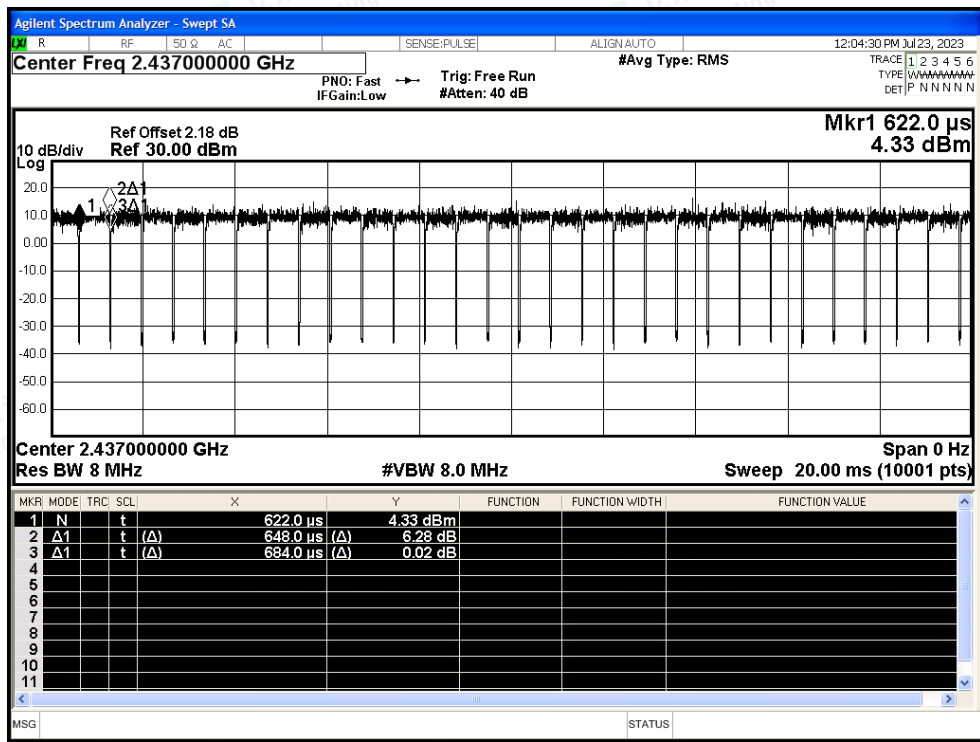 Agilent Spectrum Analyzer - Swept SA
LXI R RF 50 Ω AC SENSE:PULSE ALIGN AUTO 12:04:30 PM Jul 23, 2023
Center Freq 2.437000000 GHz #Avg Type: RMS TRACE 1 2 3 4 5 6
PNO: Fast Trig: Free Run TYPE WWWWWW
IFGain:Low #Atten: 40 dB DET P N N N N N
Ref Offset 2.18 dB Mkr1 622.0 µs
10 dB/div Ref 30.00 dBm 4.33 dBm
Log
20.0
2Δ1
1 3Δ1
10.0
0.00
-10.0
-20.0
-30.0
-40.0
-50.0
-60.0
Center 2.437000000 GHz Span 0 Hz
Res BW 8 MHz #VBW 8.0 MHz Sweep 20.00 ms (10001 pts)
MKR MODE TRC SCL X Y FUNCTION FUNCTION WIDTH FUNCTION VALUE
1 N t 622.0 µs 4.33 dBm
2 Δ1 t (Δ) 648.0 µs (Δ) 6.28 dB
3 Δ1 t (Δ) 684.0 µs (Δ) 0.02 dB
4
5
6
7
8
9
10
11
MSG STATUS